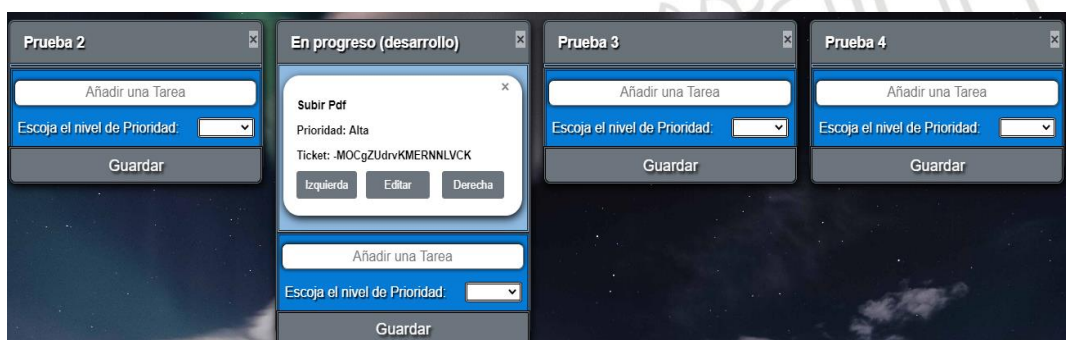 Prueba 2
×
Añadir una Tarea
Escoja el nivel de Prioridad:
Guardar
En progreso (desarrollo)
×
×
Subir Pdf
Prioridad: Alta
Ticket: -MOCgZUdrvKMERNNLVCK
Izquierda Editar Derecha
Añadir una Tarea
Escoja el nivel de Prioridad:
Guardar
Prueba 3
×
Añadir una Tarea
Escoja el nivel de Prioridad:
Guardar
Prueba 4
×
Añadir una Tarea
Escoja el nivel de Prioridad:
Guardar